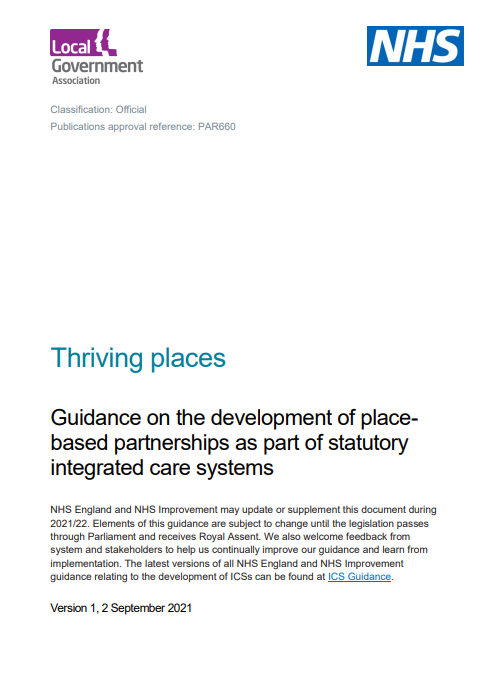 Local
Government
Association
NHS
Classification: Official
Publications approval reference: PAR660
Thriving places
Guidance on the development of place-
based partnerships as part of statutory
integrated care systems
NHS England and NHS Improvement may update or supplement this document during
2021/22. Elements of this guidance are subject to change until the legislation passes
through Parliament and receives Royal Assent. We also welcome feedback from
system and stakeholders to help us continually improve our guidance and learn from
implementation. The latest versions of all NHS England and NHS Improvement
guidance relating to the development of ICSs can be found at ICS Guidance.
Version 1, 2 September 2021